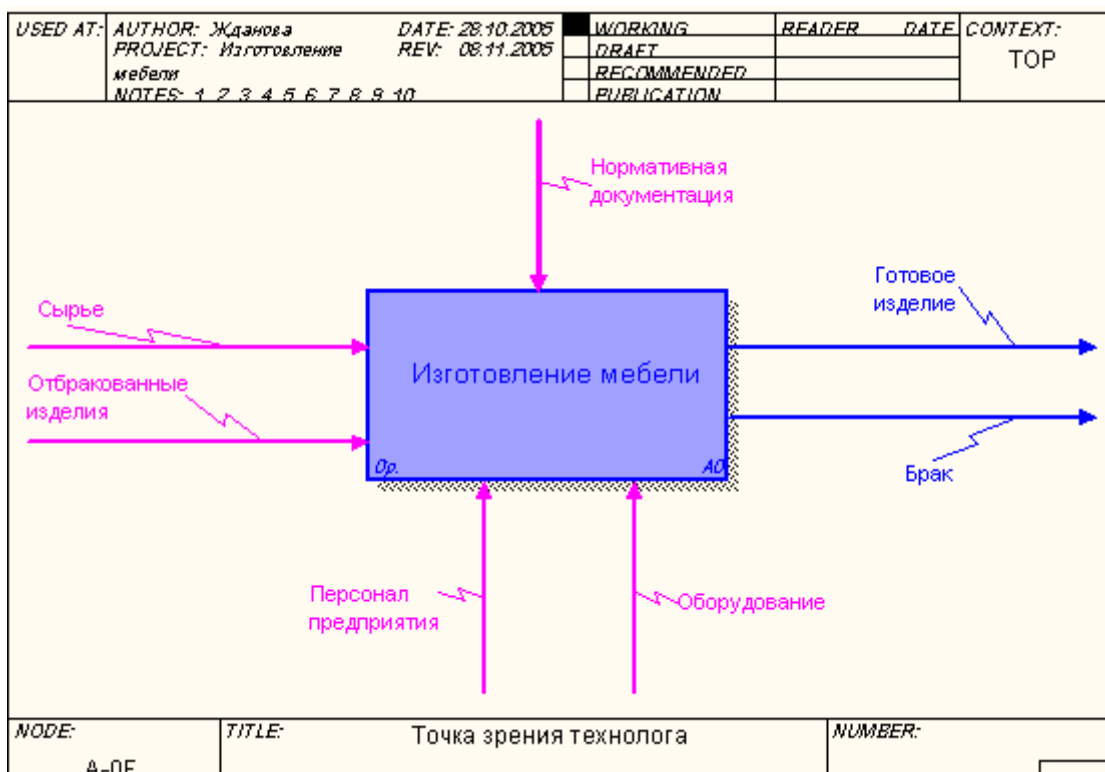 USED AT: AUTHOR: Жданова DATE: 28.10.2005 WORKING READER DATE CONTEXT:
PROJECT: Изготовление REV: 08.11.2005 DRAFT TOP
мебели RECOMMENDED
NOTES: 1 2 3 4 5 6 7 8 9 10 PUBLICATION
Нормативная
документация
Готовое
изделие
Сырье
Изготовление мебели
Отбракованные
изделия
0р. A0
Брак
Персонал
предприятия
Оборудование
NODE: TITLE: Точка зрения технолога NUMBER:
A-0F